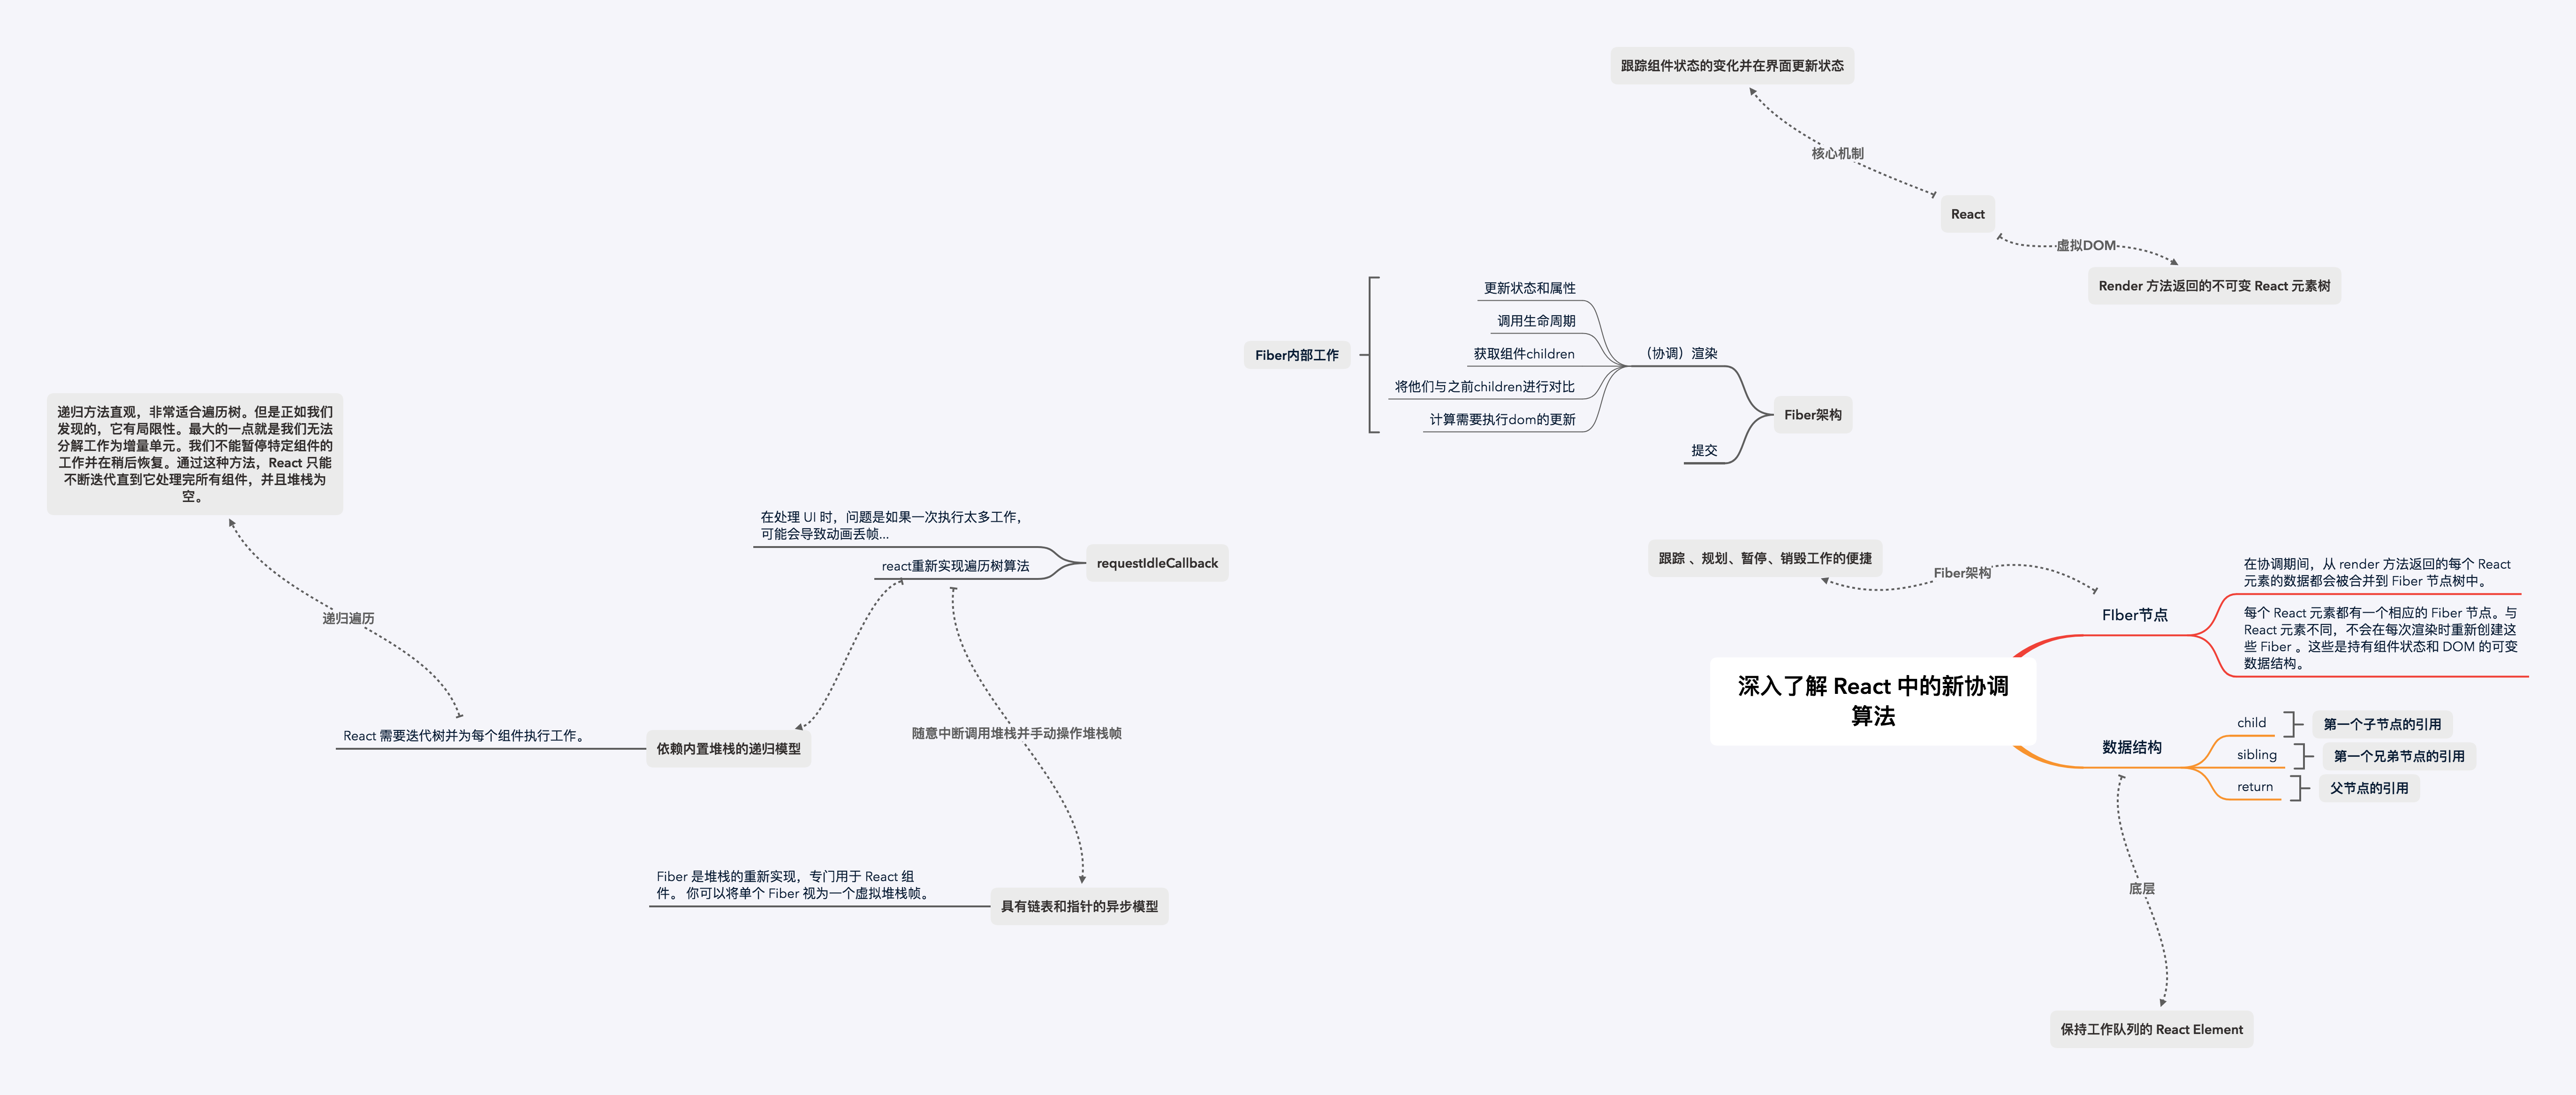 跟踪组件状态的变化并在界面更新状态
核心机制
React
虚拟DOM
Render 方法返回的不可变 React 元素树
更新状态和属性
调用生命周期
获取组件children
将他们与之前children进行对比
计算需要执行dom的更新
Fiber内部工作
（协调）渲染
提交
Fiber架构
递归方法直观，非常适合遍历树。但是正如我们
发现的，它有局限性。最大的一点就是我们无法
分解工作为增量单元。我们不能暂停特定组件的
工作并在稍后恢复。通过这种方法，React 只能
不断迭代直到它处理完所有组件，并且堆栈为
空。
递归遍历
React 需要迭代树并为每个组件执行工作。
依赖内置堆栈的递归模型
在处理 UI 时，问题是如果一次执行太多工作，
可能会导致动画丢帧...
react重新实现遍历树算法
requestIdleCallback
随意中断调用堆栈并手动操作堆栈帧
Fiber 是堆栈的重新实现，专门用于 React 组
件。 你可以将单个 Fiber 视为一个虚拟堆栈帧。
具有链表和指针的异步模型
跟踪 、规划、暂停、销毁工作的便捷
Fiber架构
FIber节点
在协调期间，从 render 方法返回的每个 React
元素的数据都会被合并到 Fiber 节点树中。
每个 React 元素都有一个相应的 Fiber 节点。与
React 元素不同，不会在每次渲染时重新创建这
些 Fiber 。这些是持有组件状态和 DOM 的可变
数据结构。
深入了解 React 中的新协调
算法
数据结构
child
第一个子节点的引用
sibling
第一个兄弟节点的引用
return
父节点的引用
底层
保持工作队列的 React Element